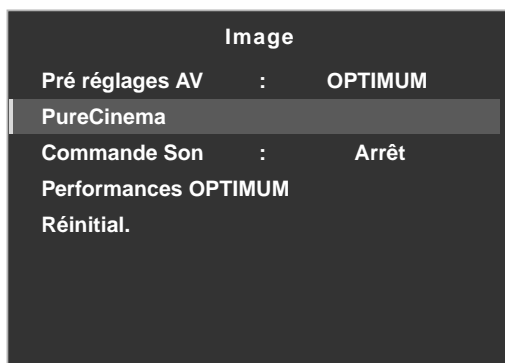 Image
Pré réglages AV : OPTIMUM
PureCinema
Commande Son : Arrêt
Performances OPTIMUM
Réinitial.